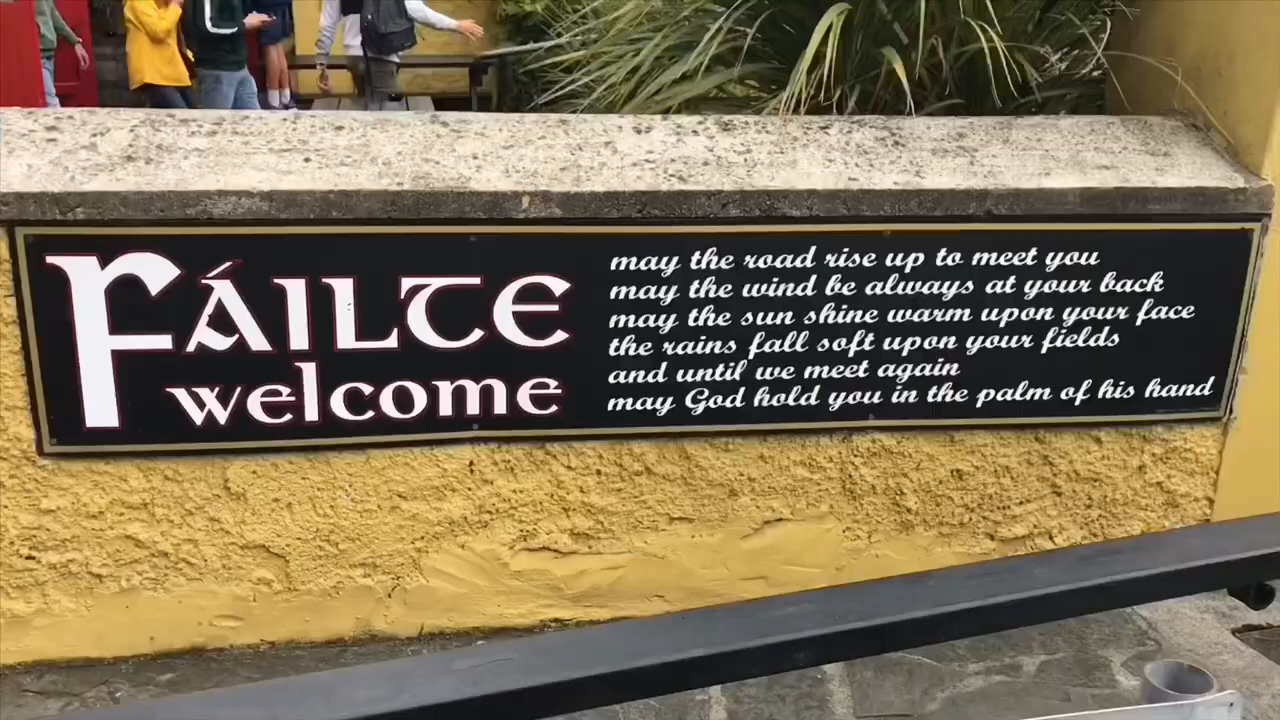 FÁILTE
welcome
may the road rise up to meet you
may the wind be always at your back
may the sun shine warm upon your face
the rains fall soft upon your fields
and until we meet again
may God hold you in the palm of his hand